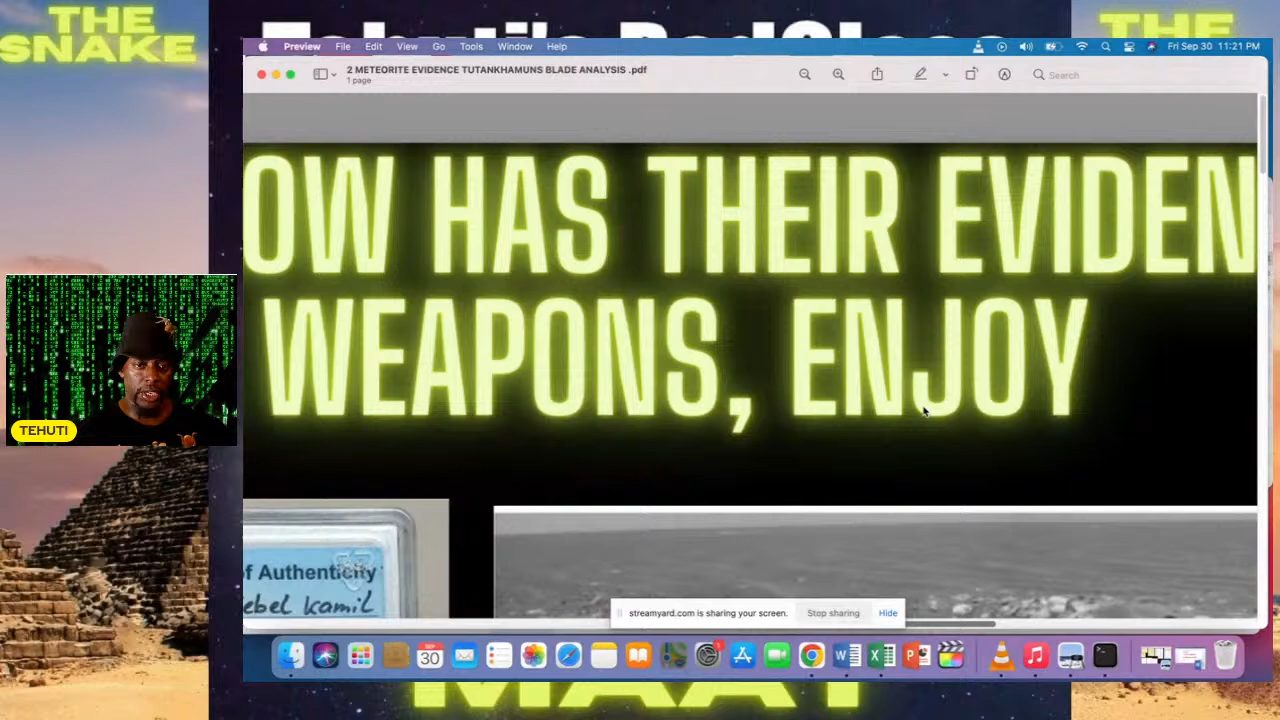 THE
SNAKE
THE
Preview File Edit View Go Tools Window Help
Fri Sep 30 11:21 PM
2 METEORITE EVIDENCE TUTANKHAMUNS BLADE ANALYSIS .pdf
1 page
Search
OW HAS THEIR EVIDEN
WEAPONS, ENJOY
TEHUTI
f Authenticity
ebel Kamil
streamyard.com is sharing your screen. Stop sharing Hide
SEP
30
MAAT